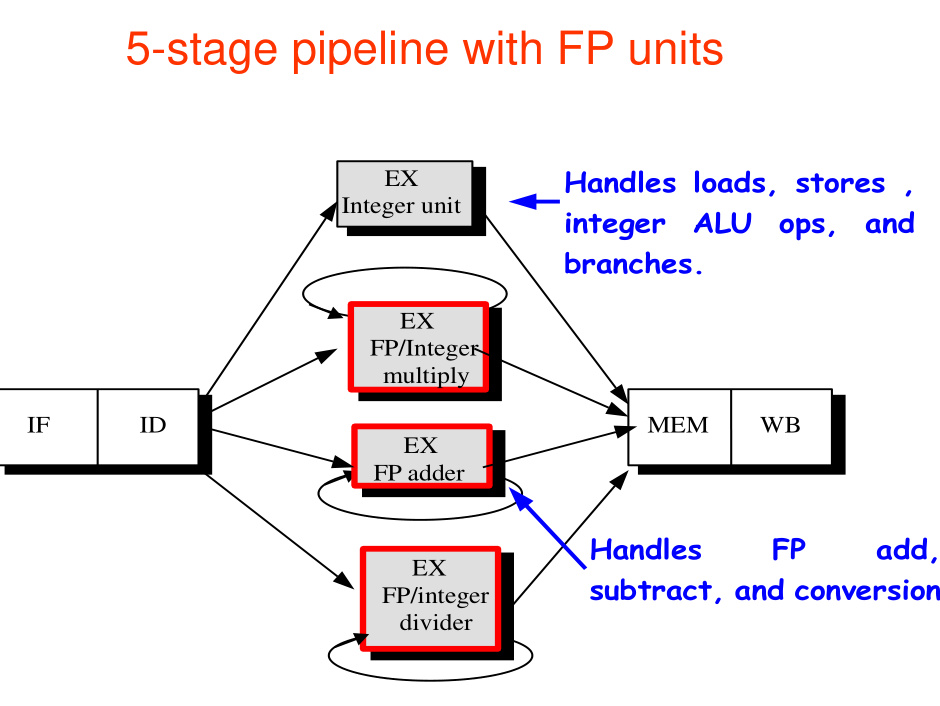 5-stage pipeline with FP units
EX
Integer unit
Handles loads, stores ,
integer ALU ops, and
branches.
EX
FP/Integer
multiply
IF
ID
EX
FP adder
MEM
WB
Handles FP add,
subtract, and conversion
EX
FP/integer
divider